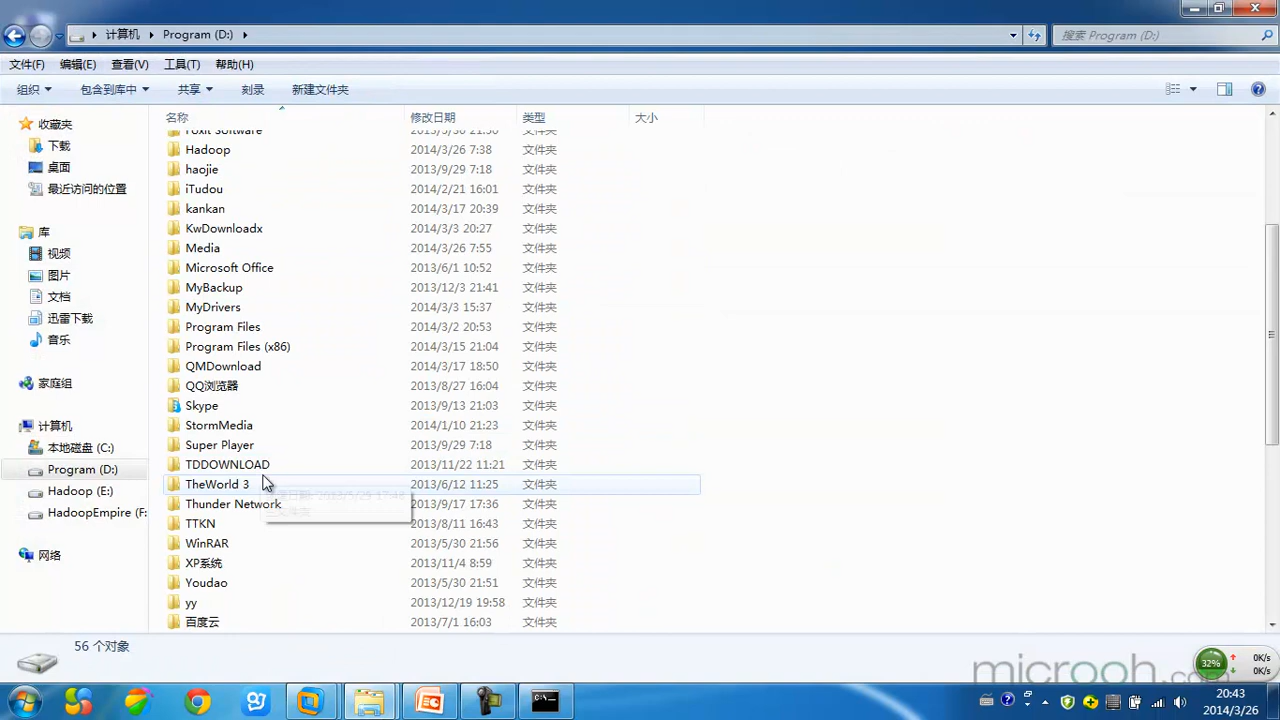 计算机 Program (D:)
搜索 Program (D:)
文件(F) 编辑(E) 查看(V) 工具(T) 帮助(H)
组织 包含到库中 共享 刻录 新建文件夹
名称 修改日期 类型 大小
收藏夹
下载
桌面
最近访问的位置
库
视频
图片
文档
迅雷下载
音乐
家庭组
计算机
本地磁盘 (C:)
Program (D:)
Hadoop (E:)
HadoopEmpire (F:
网络
Foxit Software 2013/5/30 21:50 文件夹
Hadoop 2014/3/26 7:38 文件夹
haojie 2013/9/29 7:18 文件夹
iTudou 2014/2/21 16:01 文件夹
kankan 2014/3/17 20:39 文件夹
KwDownloadx 2014/3/3 20:27 文件夹
Media 2014/3/26 7:55 文件夹
Microsoft Office 2013/6/1 10:52 文件夹
MyBackup 2013/12/3 21:41 文件夹
MyDrivers 2014/3/3 15:37 文件夹
Program Files 2014/3/2 20:53 文件夹
Program Files (x86) 2014/3/15 21:04 文件夹
QMDownload 2014/3/17 18:50 文件夹
QQ浏览器 2013/8/27 16:04 文件夹
Skype 2013/9/13 21:03 文件夹
StormMedia 2014/1/10 21:23 文件夹
Super Player 2013/9/29 7:18 文件夹
TDDOWNLOAD 2013/11/22 11:21 文件夹
TheWorld 3 2013/6/12 11:25 文件夹
Thunder Network 2013/9/17 17:36 文件夹
TTKN 2013/8/11 16:43 文件夹
WinRAR 2013/5/30 21:56 文件夹
XP系统 2013/11/4 8:59 文件夹
Youdao 2013/5/30 21:51 文件夹
yy 2013/12/19 19:58 文件夹
百度云 2013/7/1 16:03 文件夹
56 个对象
32% 0K/s
0K/s
20:43
2014/3/26